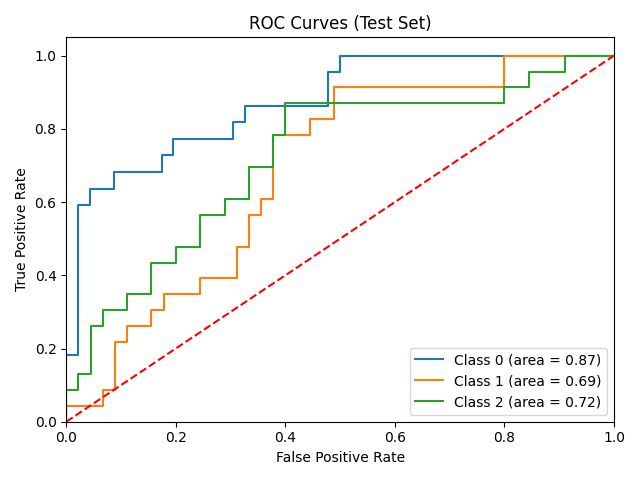 ROC Curves (Test Set)
True Positive Rate
1.0
0.8
0.6
0.4
0.2
0.0
Class 0 (area = 0.87)
Class 1 (area = 0.69)
Class 2 (area = 0.72)
0.0 0.2 0.4 0.6 0.8 1.0
False Positive Rate